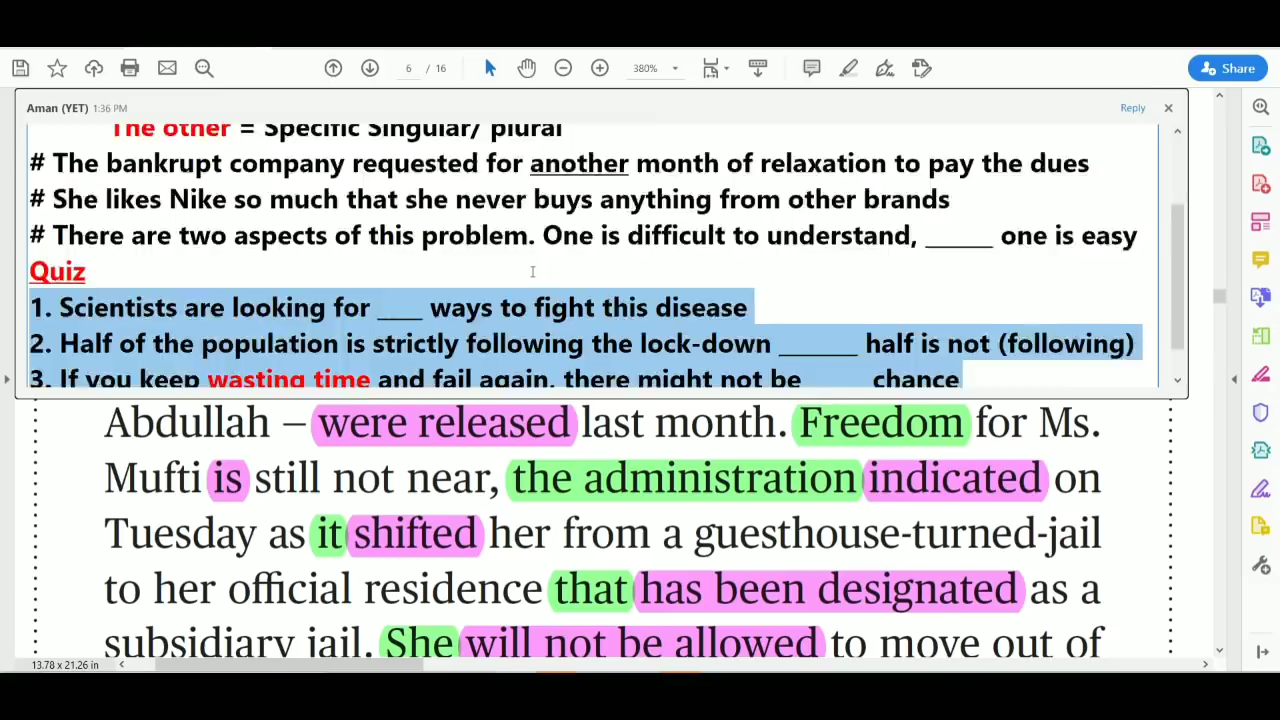 6 / 16
380%
Share
Aman (YET) 1:36 PM
Reply
The other = Specific Singular/ plural
# The bankrupt company requested for another month of relaxation to pay the dues
# She likes Nike so much that she never buys anything from other brands
# There are two aspects of this problem. One is difficult to understand, ______ one is easy
Quiz
1. Scientists are looking for ____ ways to fight this disease
2. Half of the population is strictly following the lock-down _______ half is not (following)
3. If you keep wasting time and fail again, there might not be ______ chance
Abdullah – were released last month. Freedom for Ms.
Mufti is still not near, the administration indicated on
Tuesday as it shifted her from a guesthouse-turned-jail
to her official residence that has been designated as a
subsidiary jail. She will not be allowed to move out of
13.78 x 21.26 in